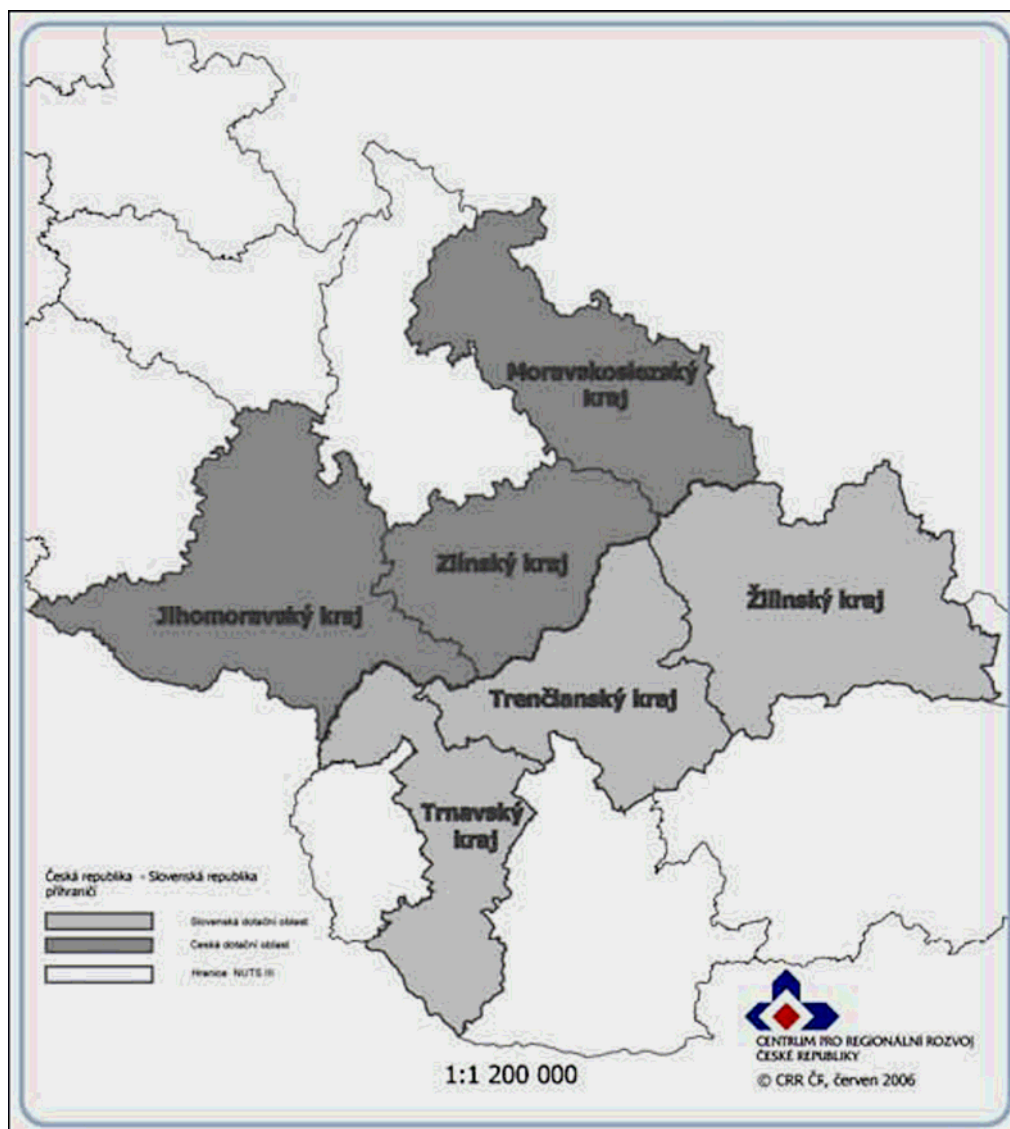 Moravskoslezský
kraj
Zlínský kraj
Žilinský kraj
Jihomoravský kraj
Trenčianský kraj
Trnavský
kraj
Česká republika - Slovenská republika
příhraničí
Slovenská dotační oblast
Česká dotační oblast
Hranice NUTS III
CENTRUM PRO REGIONÁLNÍ ROZVOJ
ČESKÉ REPUBLIKY
1:1 200 000
© CRR ČR, červen 2006